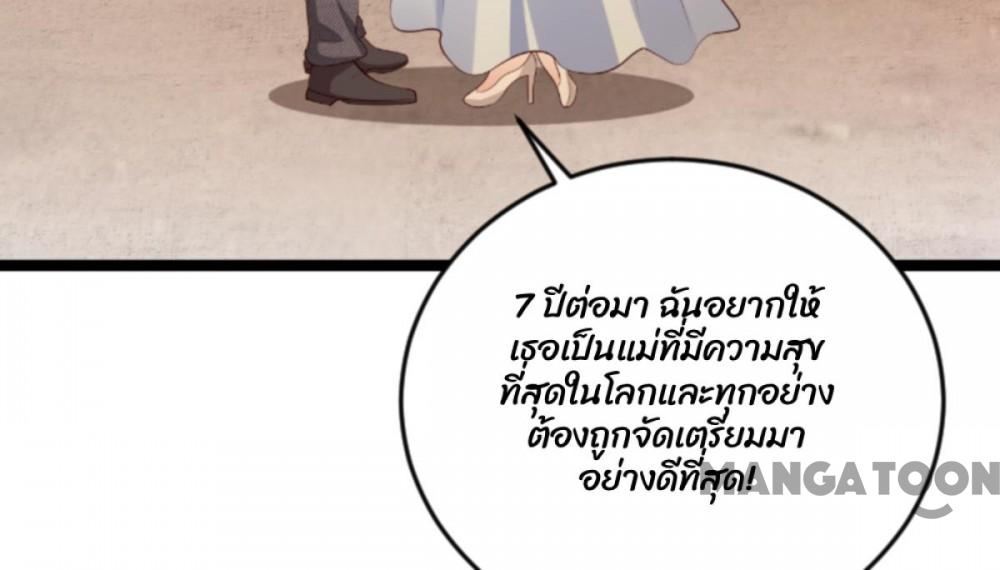 7 ปีต่อมา ฉันอยากให้
เธอเป็นแม่ที่มีความสุข
ที่สุดในโลกและทุกอย่าง
ต้องถูกจัดเตรียมมา
อย่างดีที่สุด!
MANGATOON